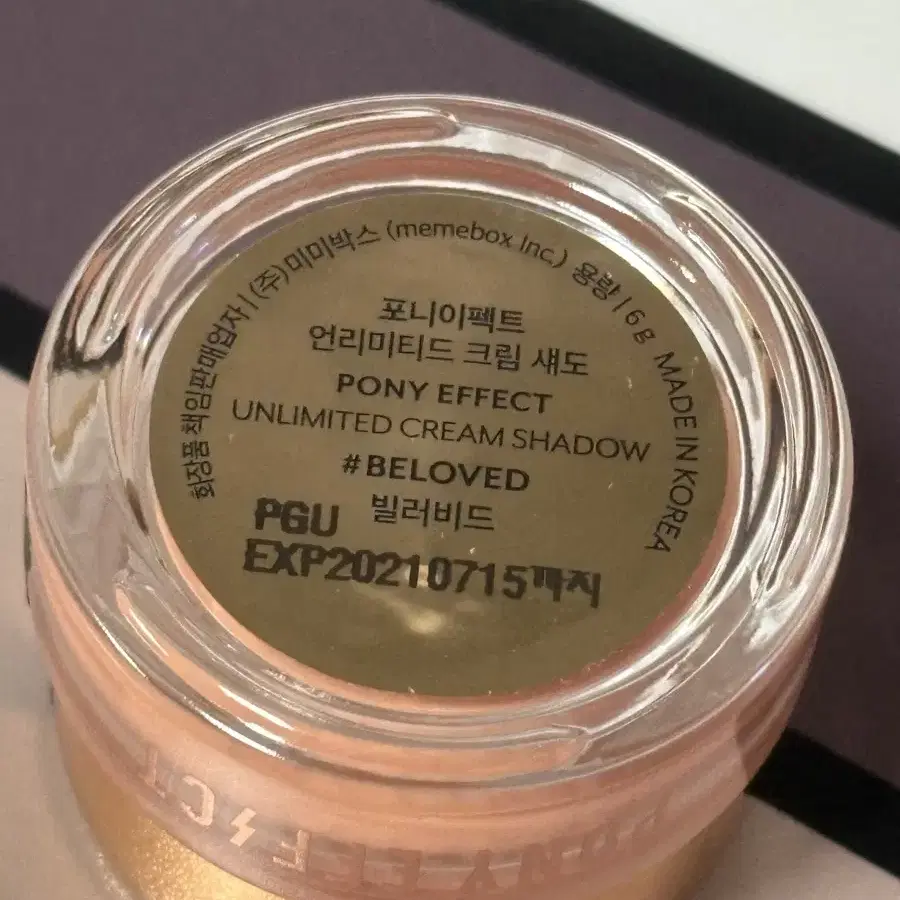 화장품책임판매업자 | (주)미미박스 (memebox Inc.) 용량 | 6g MADE IN KOREA
포니이펙트
언리미티드 크림 섀도
PONY EFFECT
UNLIMITED CREAM SHADOW
#BELOVED
빌러비드
PGU
EXP20210715까지
PONY EFFECT